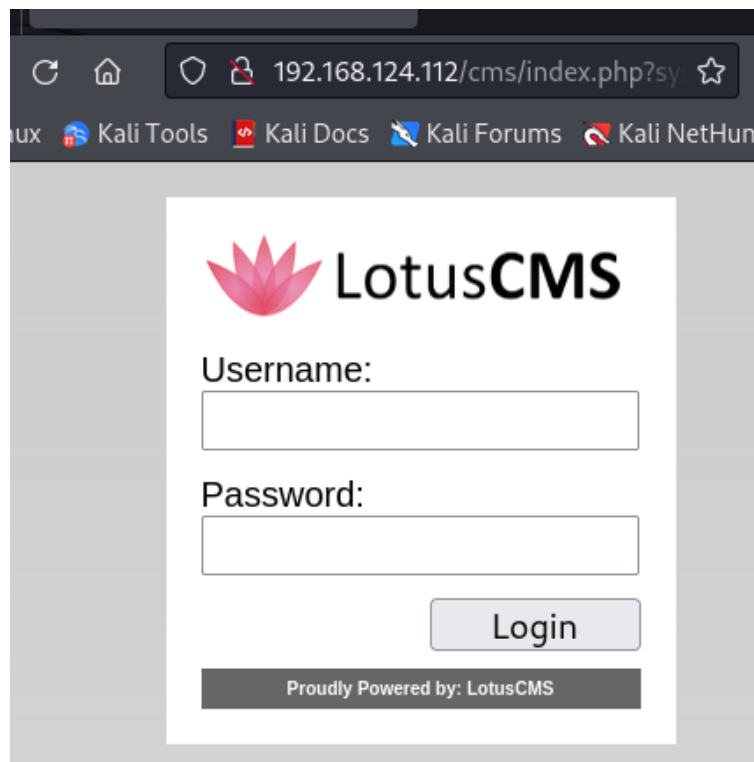 192.168.124.112/cms/index.php?sy
ux Kali Tools Kali Docs Kali Forums Kali NetHun
LotusCMS
Username:
Password:
Login
Proudly Powered by: LotusCMS